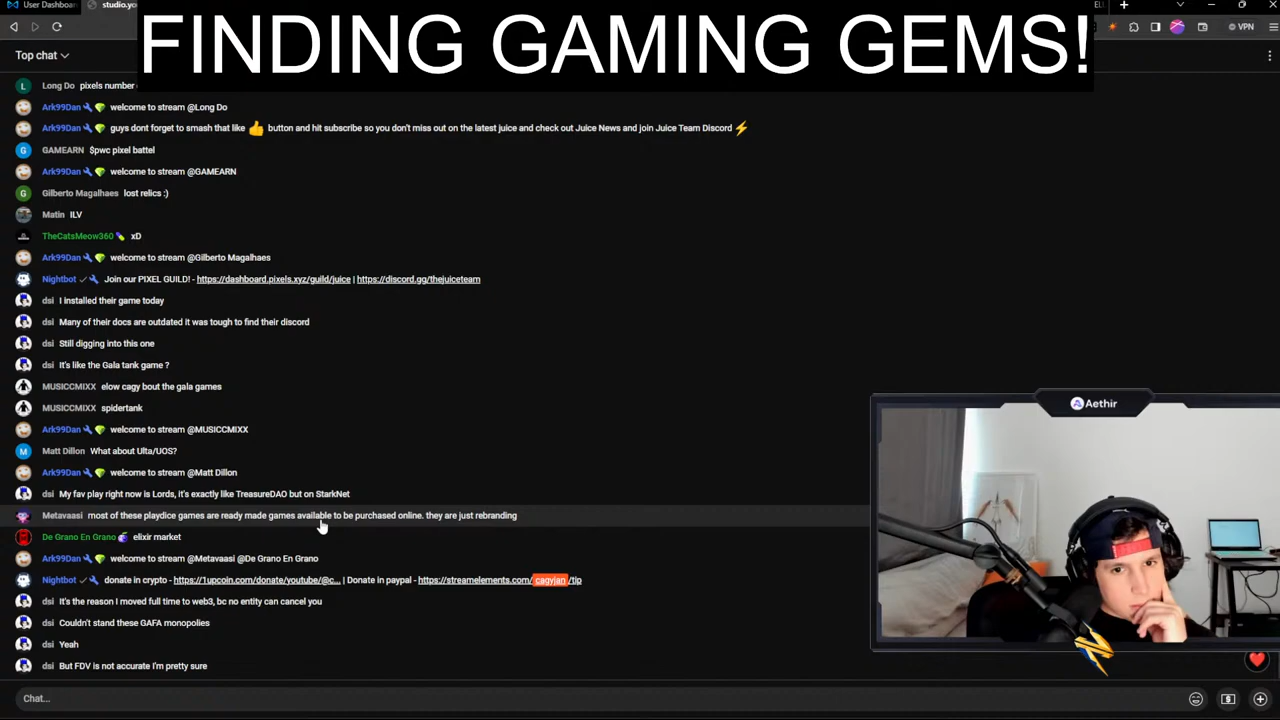 User Dashboar
studio.yo
FINDING GAMING GEMS!
VPN
Top chat
L Long Do pixels number
Ark99Dan welcome to stream @Long Do
Ark99Dan guys dont forget to smash that like 👍 button and hit subscribe so you don't miss out on the latest juice and check out Juice News and join Juice Team Discord ⚡
G GAMEARN $pwc pixel battel
Ark99Dan welcome to stream @GAMEARN
G Gilberto Magalhaes lost relics :)
Matin ILV
TheCatsMeow360 xD
Ark99Dan welcome to stream @Gilberto Magalhaes
Nightbot Join our PIXEL GUILD! - https://dashboard.pixels.xyz/guild/juice | https://discord.gg/thejuiceteam
dsi I installed their game today
dsi Many of their docs are outdated it was tough to find their discord
dsi Still digging into this one
dsi It's like the Gala tank game ?
MUSICCMIXX elow cagy bout the gala games
MUSICCMIXX spidertank
Ark99Dan welcome to stream @MUSICCMIXX
M Matt Dillon What about Ulta/UOS?
Ark99Dan welcome to stream @Matt Dillon
dsi My fav play right now is Lords, it's exactly like TreasureDAO but on StarkNet
Metavaasi most of these playdice games are ready made games available to be purchased online. they are just rebranding
De Grano En Grano elixir market
Ark99Dan welcome to stream @Metavaasi @De Grano En Grano
Nightbot donate in crypto - https://1upcoin.com/donate/youtube/@c... | Donate in paypal - https://streamelements.com/cagyjan/tip
dsi It's the reason I moved full time to web3, bc no entity can cancel you
dsi Couldn't stand these GAFA monopolies
dsi Yeah
dsi But FDV is not accurate I'm pretty sure
Chat...
Aethir